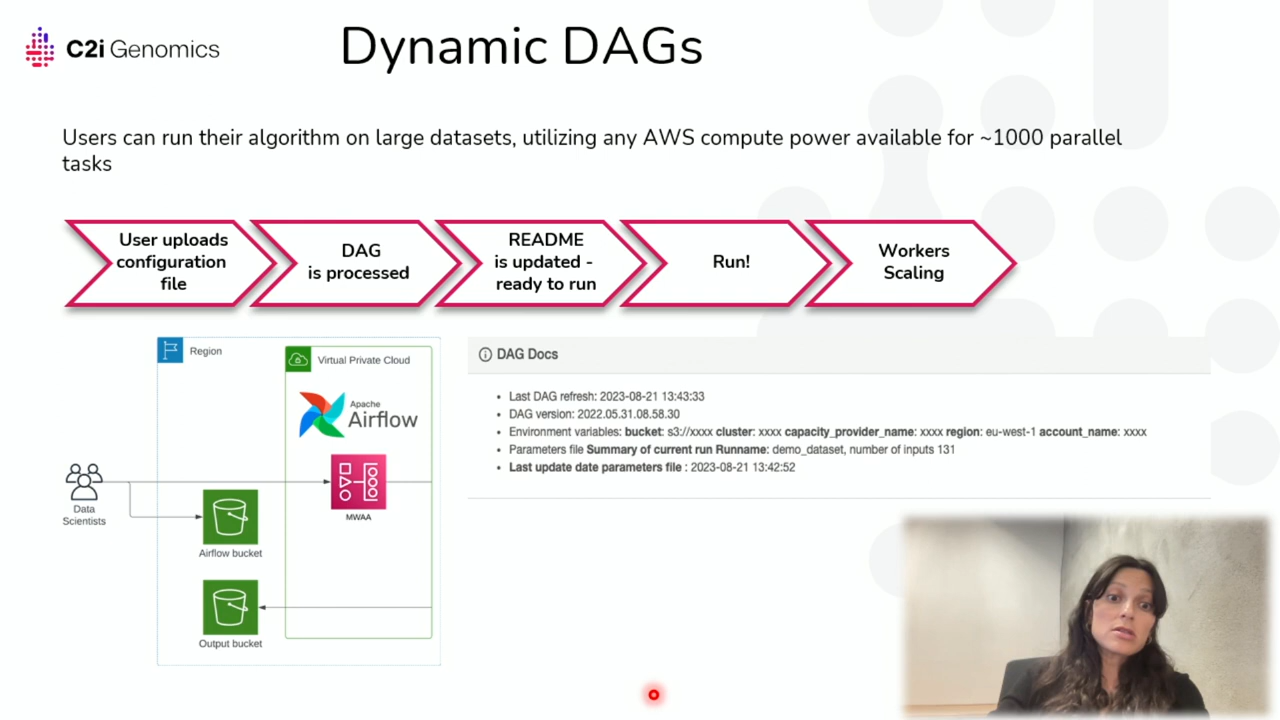 C2i Genomics
Dynamic DAGs
Users can run their algorithm on large datasets, utilizing any AWS compute power available for ~1000 parallel
tasks
User uploads
configuration
file
DAG
is processed
README
is updated -
ready to run
Run!
Workers
Scaling
Region
Virtual Private Cloud
Apache
Airflow
MWAA
Data
Scientists
Airflow bucket
Output bucket
DAG Docs
• Last DAG refresh: 2023-08-21 13:43:33
• DAG version: 2022.05.31.08.58.30
• Environment variables: bucket: s3://xxxx cluster: xxxx capacity_provider_name: xxxx region: eu-west-1 account_name: xxxx
• Parameters file Summary of current run Runname: demo_dataset, number of inputs 131
• Last update date parameters file : 2023-08-21 13:42:52